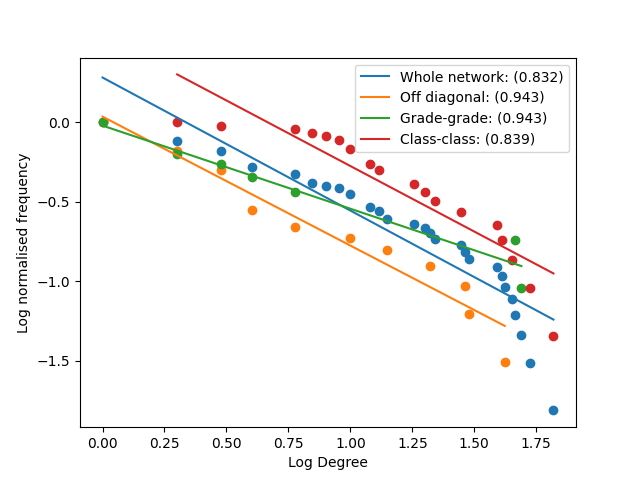 Whole network: (0.832)
Off diagonal: (0.943)
Grade-grade: (0.943)
Class-class: (0.839)
0.0
−0.5
−1.0
−1.5
Log normalised frequency
0.00 0.25 0.50 0.75 1.00 1.25 1.50 1.75
Log Degree